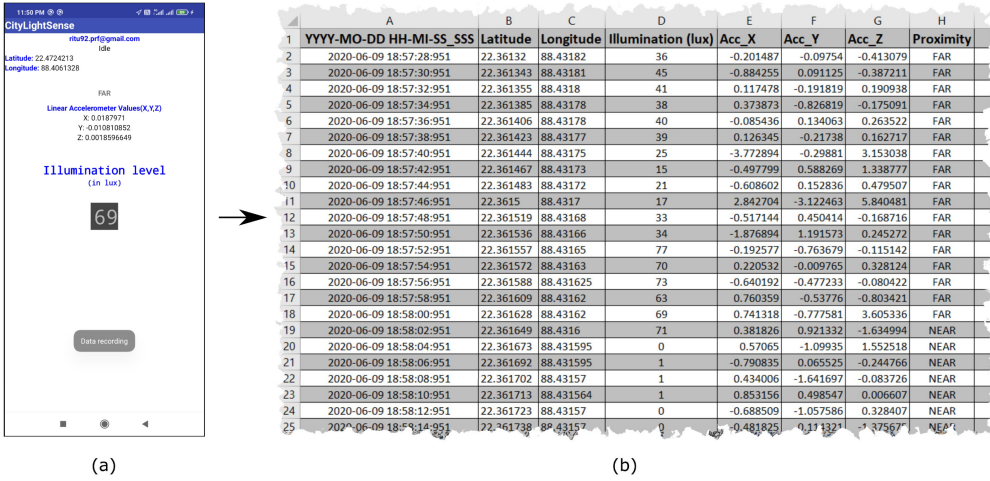 11:50 PM
CityLightSense
ritu92.prf@gmail.com
Idle
Latitude: 22.4724213
Longitude: 88.4061328
FAR
Linear Accelerometer Values(X,Y,Z)
X: 0.0187971
Y: -0.010810852
Z: 0.0018596649
Illumination level
(in lux)
69
Data recording
(a)
A B C D E F G H
1 YYYY-MO-DD HH-MI-SS_SSS Latitude Longitude Illumination (lux) Acc_X Acc_Y Acc_Z Proximity
2 2020-06-09 18:57:28:951 22.36132 88.43182 36 -0.201487 -0.09754 -0.413079 FAR
3 2020-06-09 18:57:30:951 22.361343 88.43181 45 -0.884255 0.091125 -0.387211 FAR
4 2020-06-09 18:57:32:951 22.361355 88.4318 41 0.117478 -0.191819 0.190938 FAR
5 2020-06-09 18:57:34:951 22.361385 88.43178 38 0.373873 -0.826819 -0.175091 FAR
6 2020-06-09 18:57:36:951 22.361406 88.43178 40 -0.085436 0.134063 0.263522 FAR
7 2020-06-09 18:57:38:951 22.361423 88.43177 39 0.126345 -0.21738 0.162717 FAR
8 2020-06-09 18:57:40:951 22.361444 88.43175 25 -3.772894 -0.29881 3.153038 FAR
9 2020-06-09 18:57:42:951 22.361467 88.43173 15 -0.497799 0.588269 1.338777 FAR
10 2020-06-09 18:57:44:951 22.361483 88.43172 21 -0.608602 0.152836 0.479507 FAR
11 2020-06-09 18:57:46:951 22.3615 88.4317 17 2.842704 -3.122463 5.840481 FAR
12 2020-06-09 18:57:48:951 22.361519 88.43168 33 -0.517144 0.450414 -0.168716 FAR
13 2020-06-09 18:57:50:951 22.361536 88.43166 34 -1.876894 1.191573 0.245272 FAR
14 2020-06-09 18:57:52:951 22.361557 88.43165 77 -0.192577 -0.763679 -0.115142 FAR
15 2020-06-09 18:57:54:951 22.361572 88.43163 70 0.220532 -0.009765 0.328124 FAR
16 2020-06-09 18:57:56:951 22.361588 88.431625 73 -0.640192 -0.477233 -0.080422 FAR
17 2020-06-09 18:57:58:951 22.361609 88.43162 63 0.760359 -0.53776 -0.803421 FAR
18 2020-06-09 18:58:00:951 22.361628 88.43162 69 0.741318 -0.777581 3.605336 FAR
19 2020-06-09 18:58:02:951 22.361649 88.4316 71 0.381826 0.921332 -1.634994 NEAR
20 2020-06-09 18:58:04:951 22.361673 88.431595 0 0.57065 -1.09935 1.552518 NEAR
21 2020-06-09 18:58:06:951 22.361692 88.431595 1 -0.790835 0.065525 -0.244766 NEAR
22 2020-06-09 18:58:08:951 22.361702 88.43157 1 0.434006 -1.641697 -0.083726 NEAR
23 2020-06-09 18:58:10:951 22.361713 88.431564 1 0.853156 0.498547 0.006607 NEAR
24 2020-06-09 18:58:12:951 22.361723 88.43157 0 -0.688509 -1.057586 0.328407 NEAR
25 2020-06-09 18:58:14:951 22.361738 88.43157 0 -0.481825 0.114321 NEAR
(b)